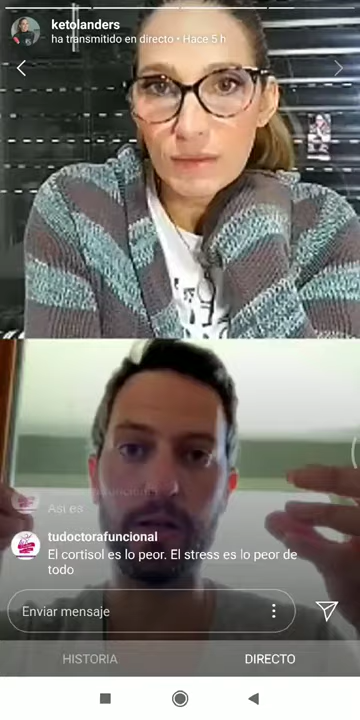 ketolanders
ha transmitido en directo • Hace 5 h
Así es
tudoctorafuncional
El cortisol es lo peor. El stress es lo peor de
todo
Enviar mensaje
HISTORIA
DIRECTO